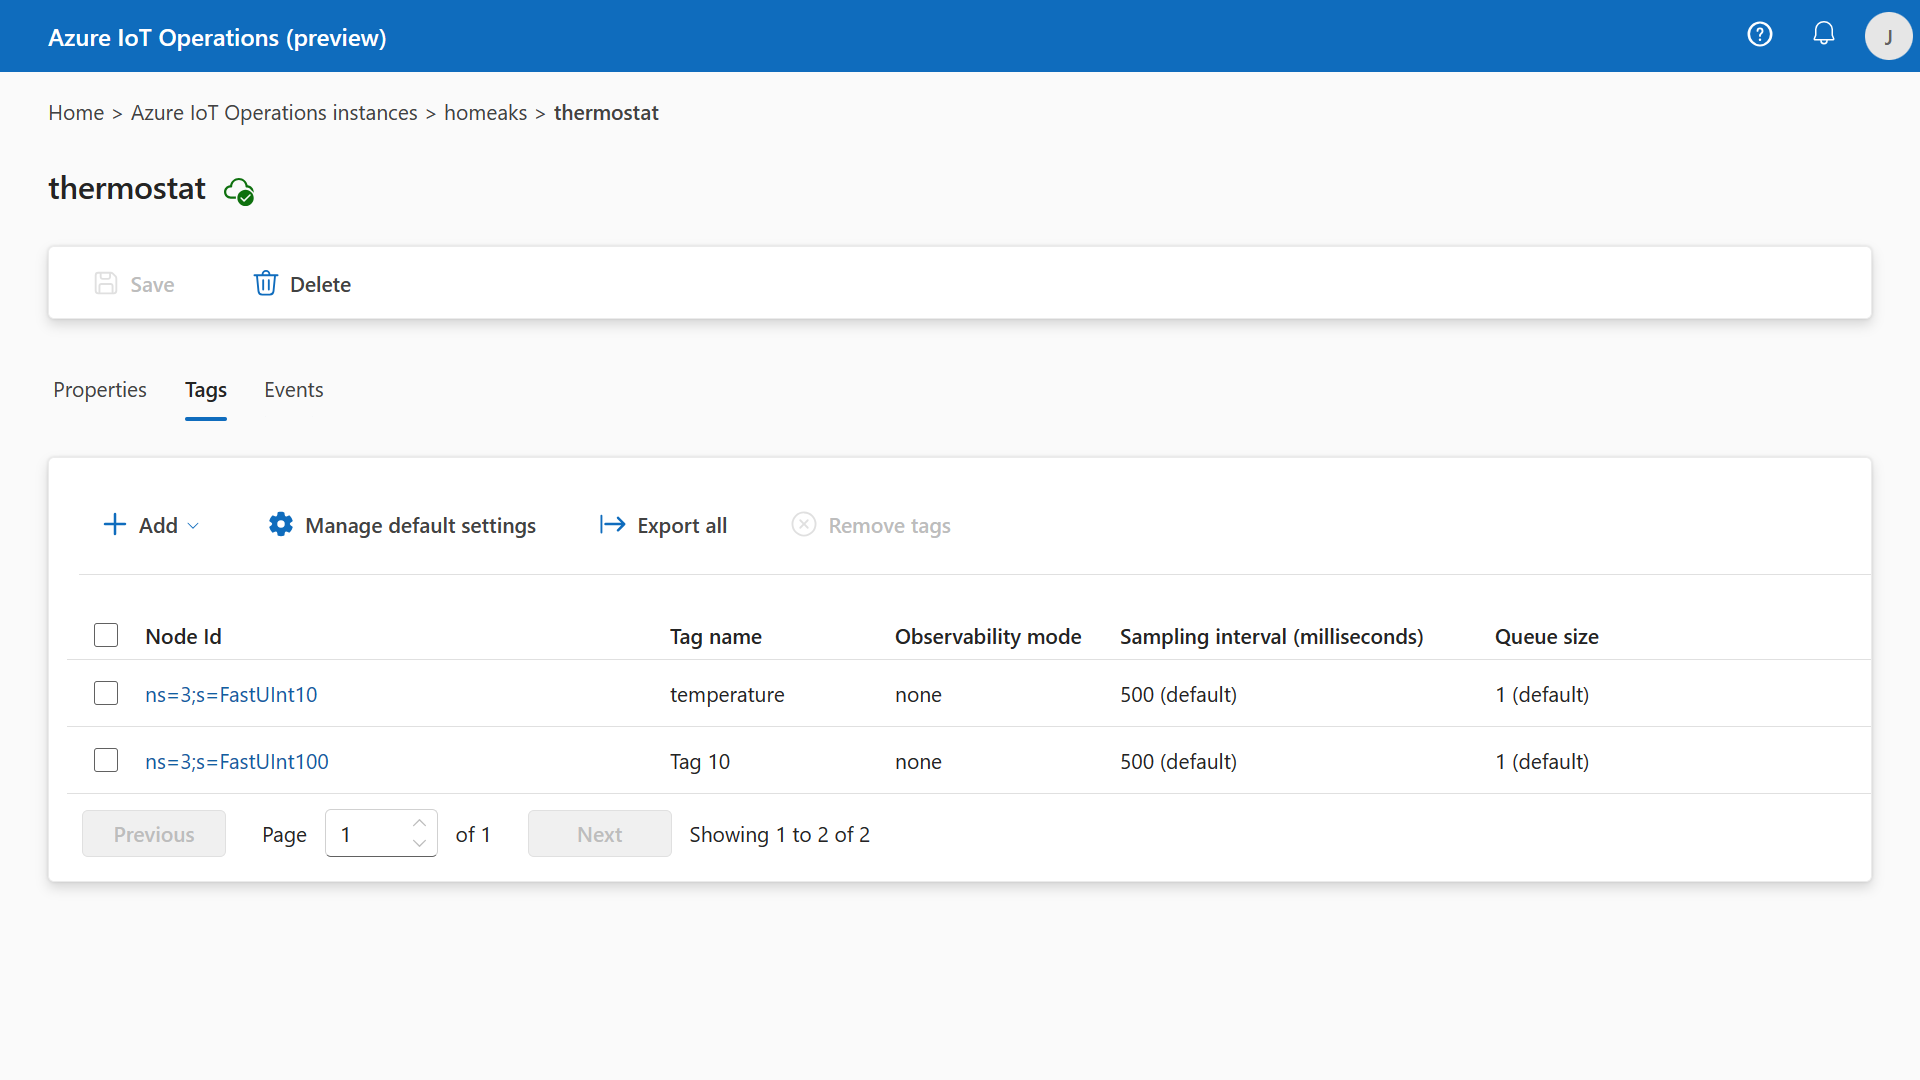 Azure IoT Operations (preview)
J
Home > Azure IoT Operations instances > homeaks > thermostat
thermostat
Save Delete
Properties Tags Events
Add Manage default settings Export all Remove tags
Node Id Tag name Observability mode Sampling interval (milliseconds) Queue size
ns=3;s=FastUInt10 temperature none 500 (default) 1 (default)
ns=3;s=FastUInt100 Tag 10 none 500 (default) 1 (default)
Previous Page 1 of 1 Next Showing 1 to 2 of 2